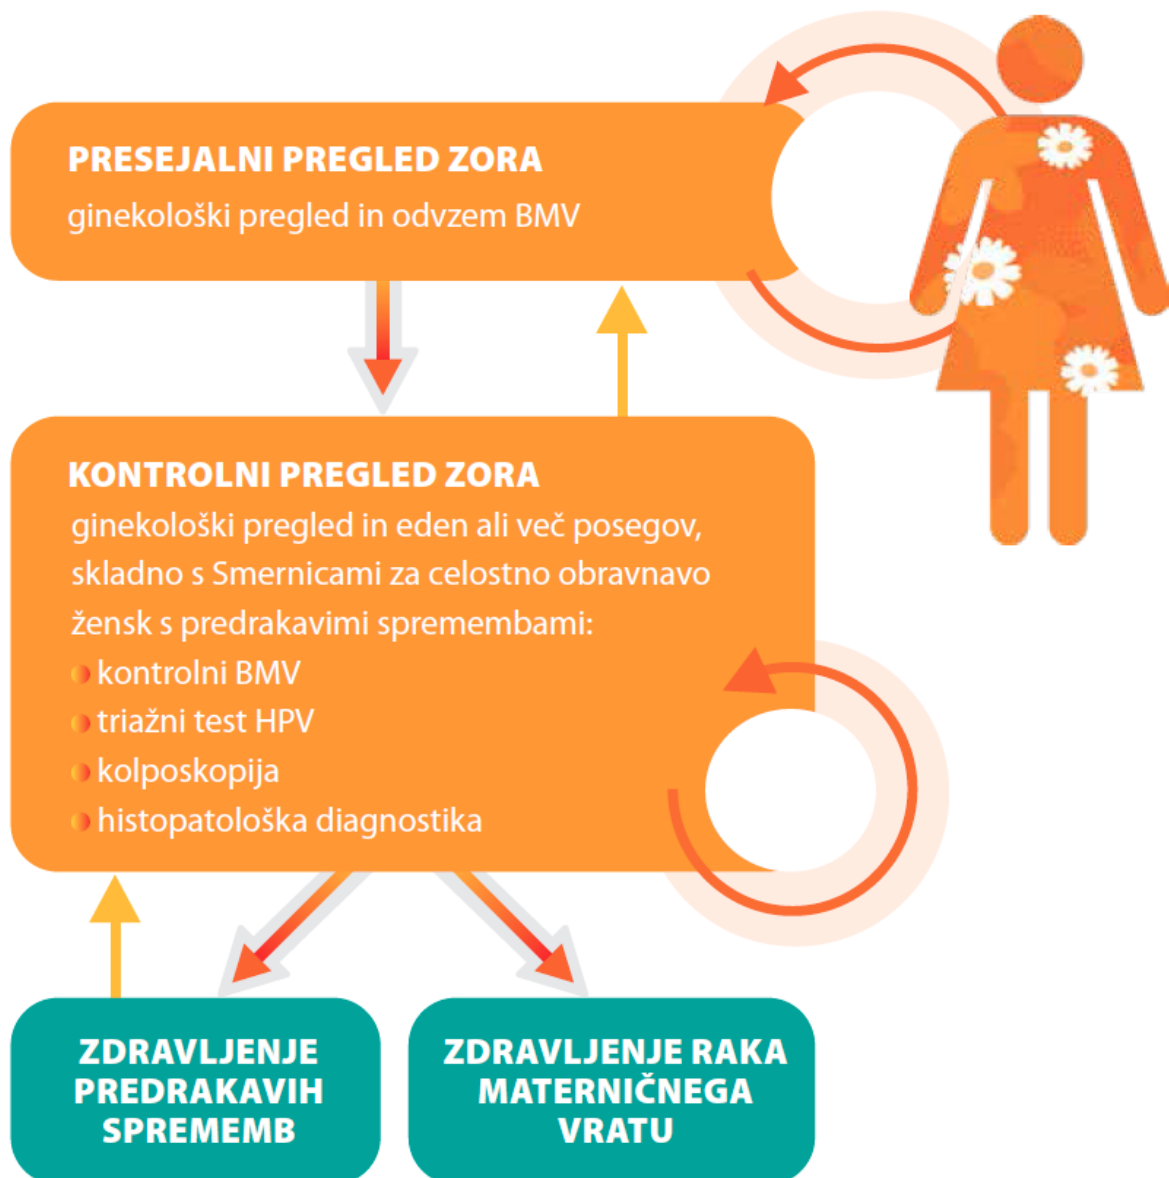 PRESEJALNI PREGLED ZORA
ginekološki pregled in odvzem BMV
KONTROLNI PREGLED ZORA
ginekološki pregled in eden ali več posegov,
skladno s Smernicami za celostno obravnavo
žensk s predrakavimi spremembami:
kontrolni BMV
triažni test HPV
kolposkopija
histopatološka diagnostika
ZDRAVLJENJE
PREDRAKAVIH
SPREMEMB
ZDRAVLJENJE RAKA
MATERNIČNEGA
VRATU